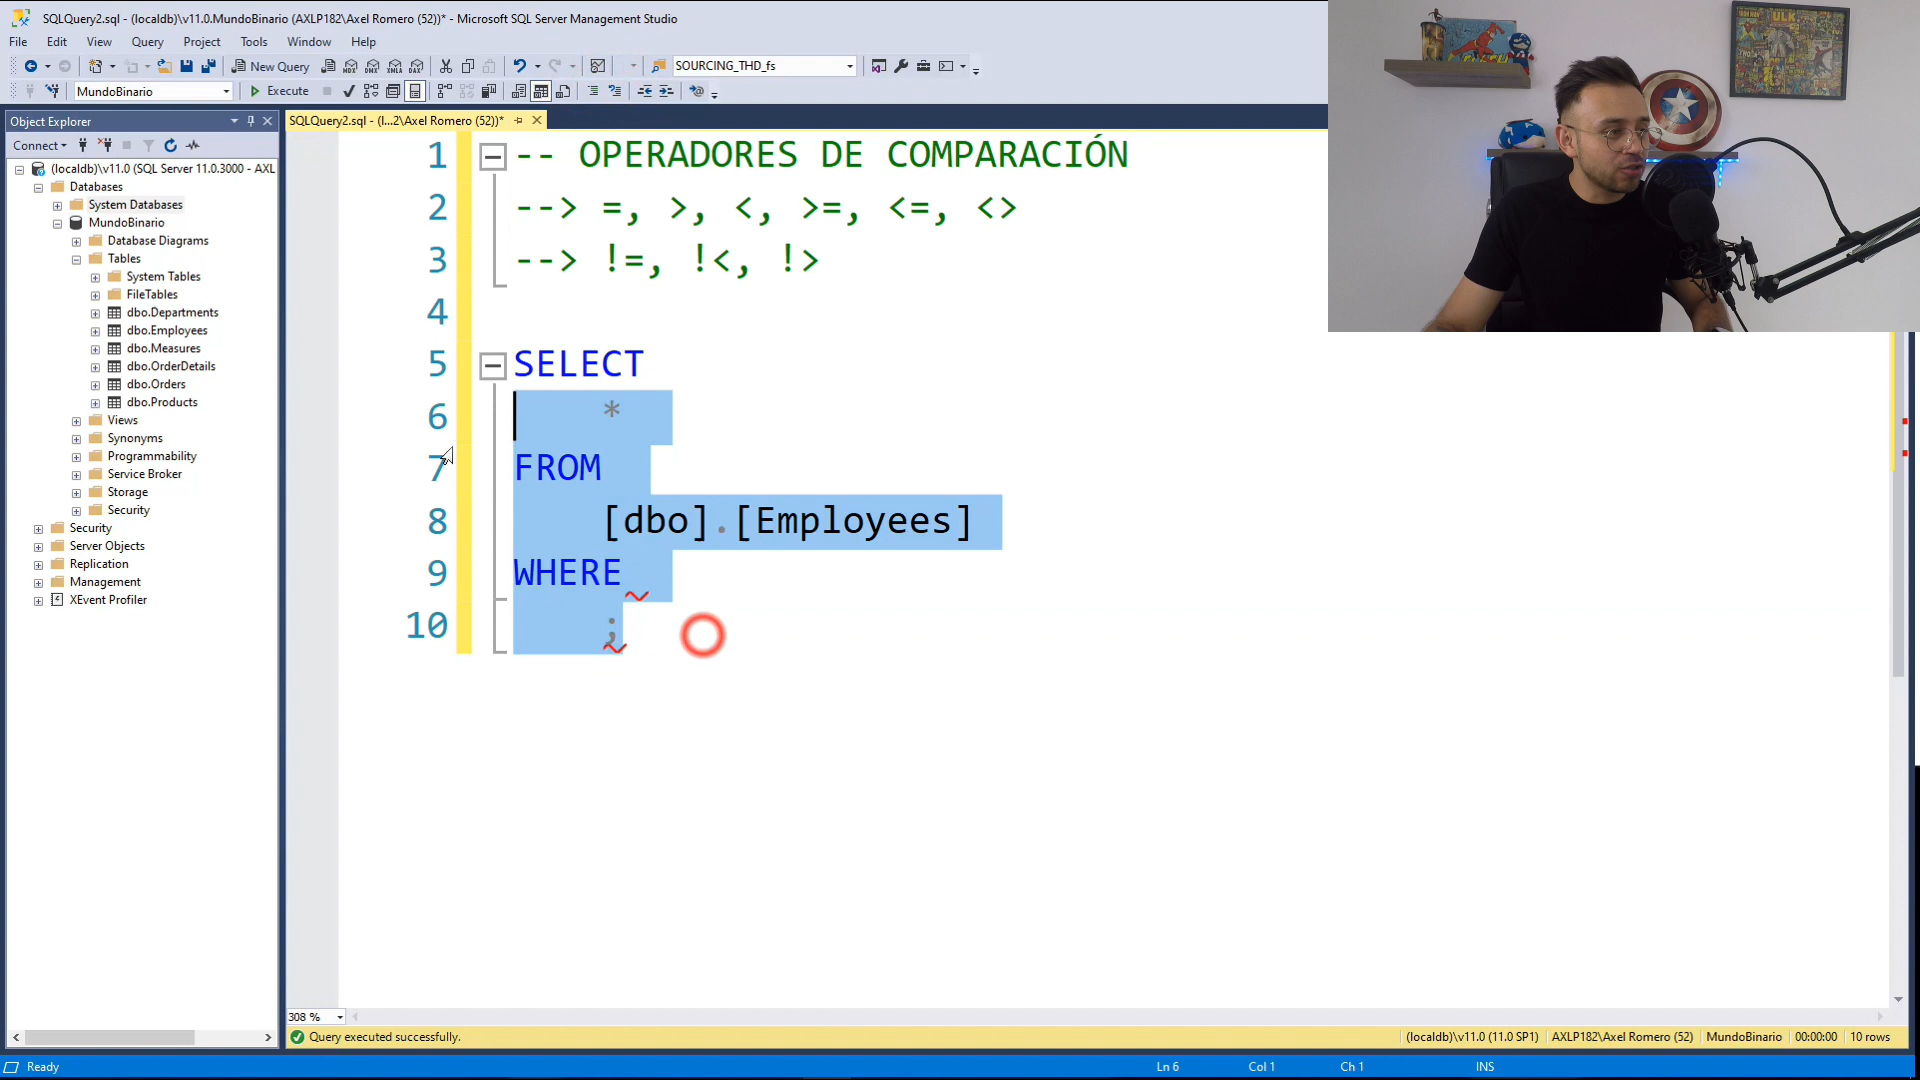 SQLQuery2.sql - (localdb)\v11.0.MundoBinario (AXLP182\Axel Romero (52))* - Microsoft SQL Server Management Studio
File Edit View Query Project Tools Window Help
New Query MDX DMX XMLA DAX SOURCING_THD_fs
MundoBinario Execute
Object Explorer
SQLQuery2.sql - (l...2\Axel Romero (52))*
Connect
(localdb)\v11.0 (SQL Server 11.0.3000 - AXL
Databases
System Databases
MundoBinario
Database Diagrams
Tables
System Tables
FileTables
dbo.Departments
dbo.Employees
dbo.Measures
dbo.OrderDetails
dbo.Orders
dbo.Products
Views
Synonyms
Programmability
Service Broker
Storage
Security
Security
Server Objects
Replication
Management
XEvent Profiler
1 -- OPERADORES DE COMPARACIÓN
2 --> =, >, <, >=, <=, <>
3 --> !=, !<, !>
4
5 SELECT
6 *
7 FROM
8 [dbo].[Employees]
9 WHERE
10 ;
308 %
Query executed successfully. (localdb)\v11.0 (11.0 SP1) AXLP182\Axel Romero (52) MundoBinario 00:00:00 10 rows
Ready Ln 6 Col 1 Ch 1 INS